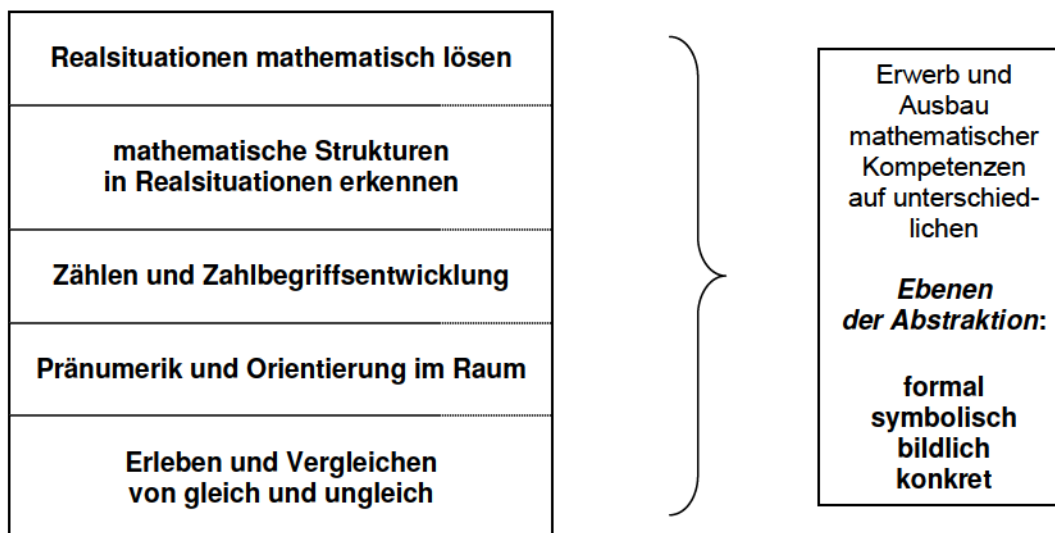 Realsituationen mathematisch lösen
mathematische Strukturen
in Realsituationen erkennen
Zählen und Zahlbegriffsentwicklung
Pränumerik und Orientierung im Raum
Erleben und Vergleichen
von gleich und ungleich
Erwerb und
Ausbau
mathematischer
Kompetenzen
auf unterschied-
lichen
Ebenen
der Abstraktion:
formal
symbolisch
bildlich
konkret